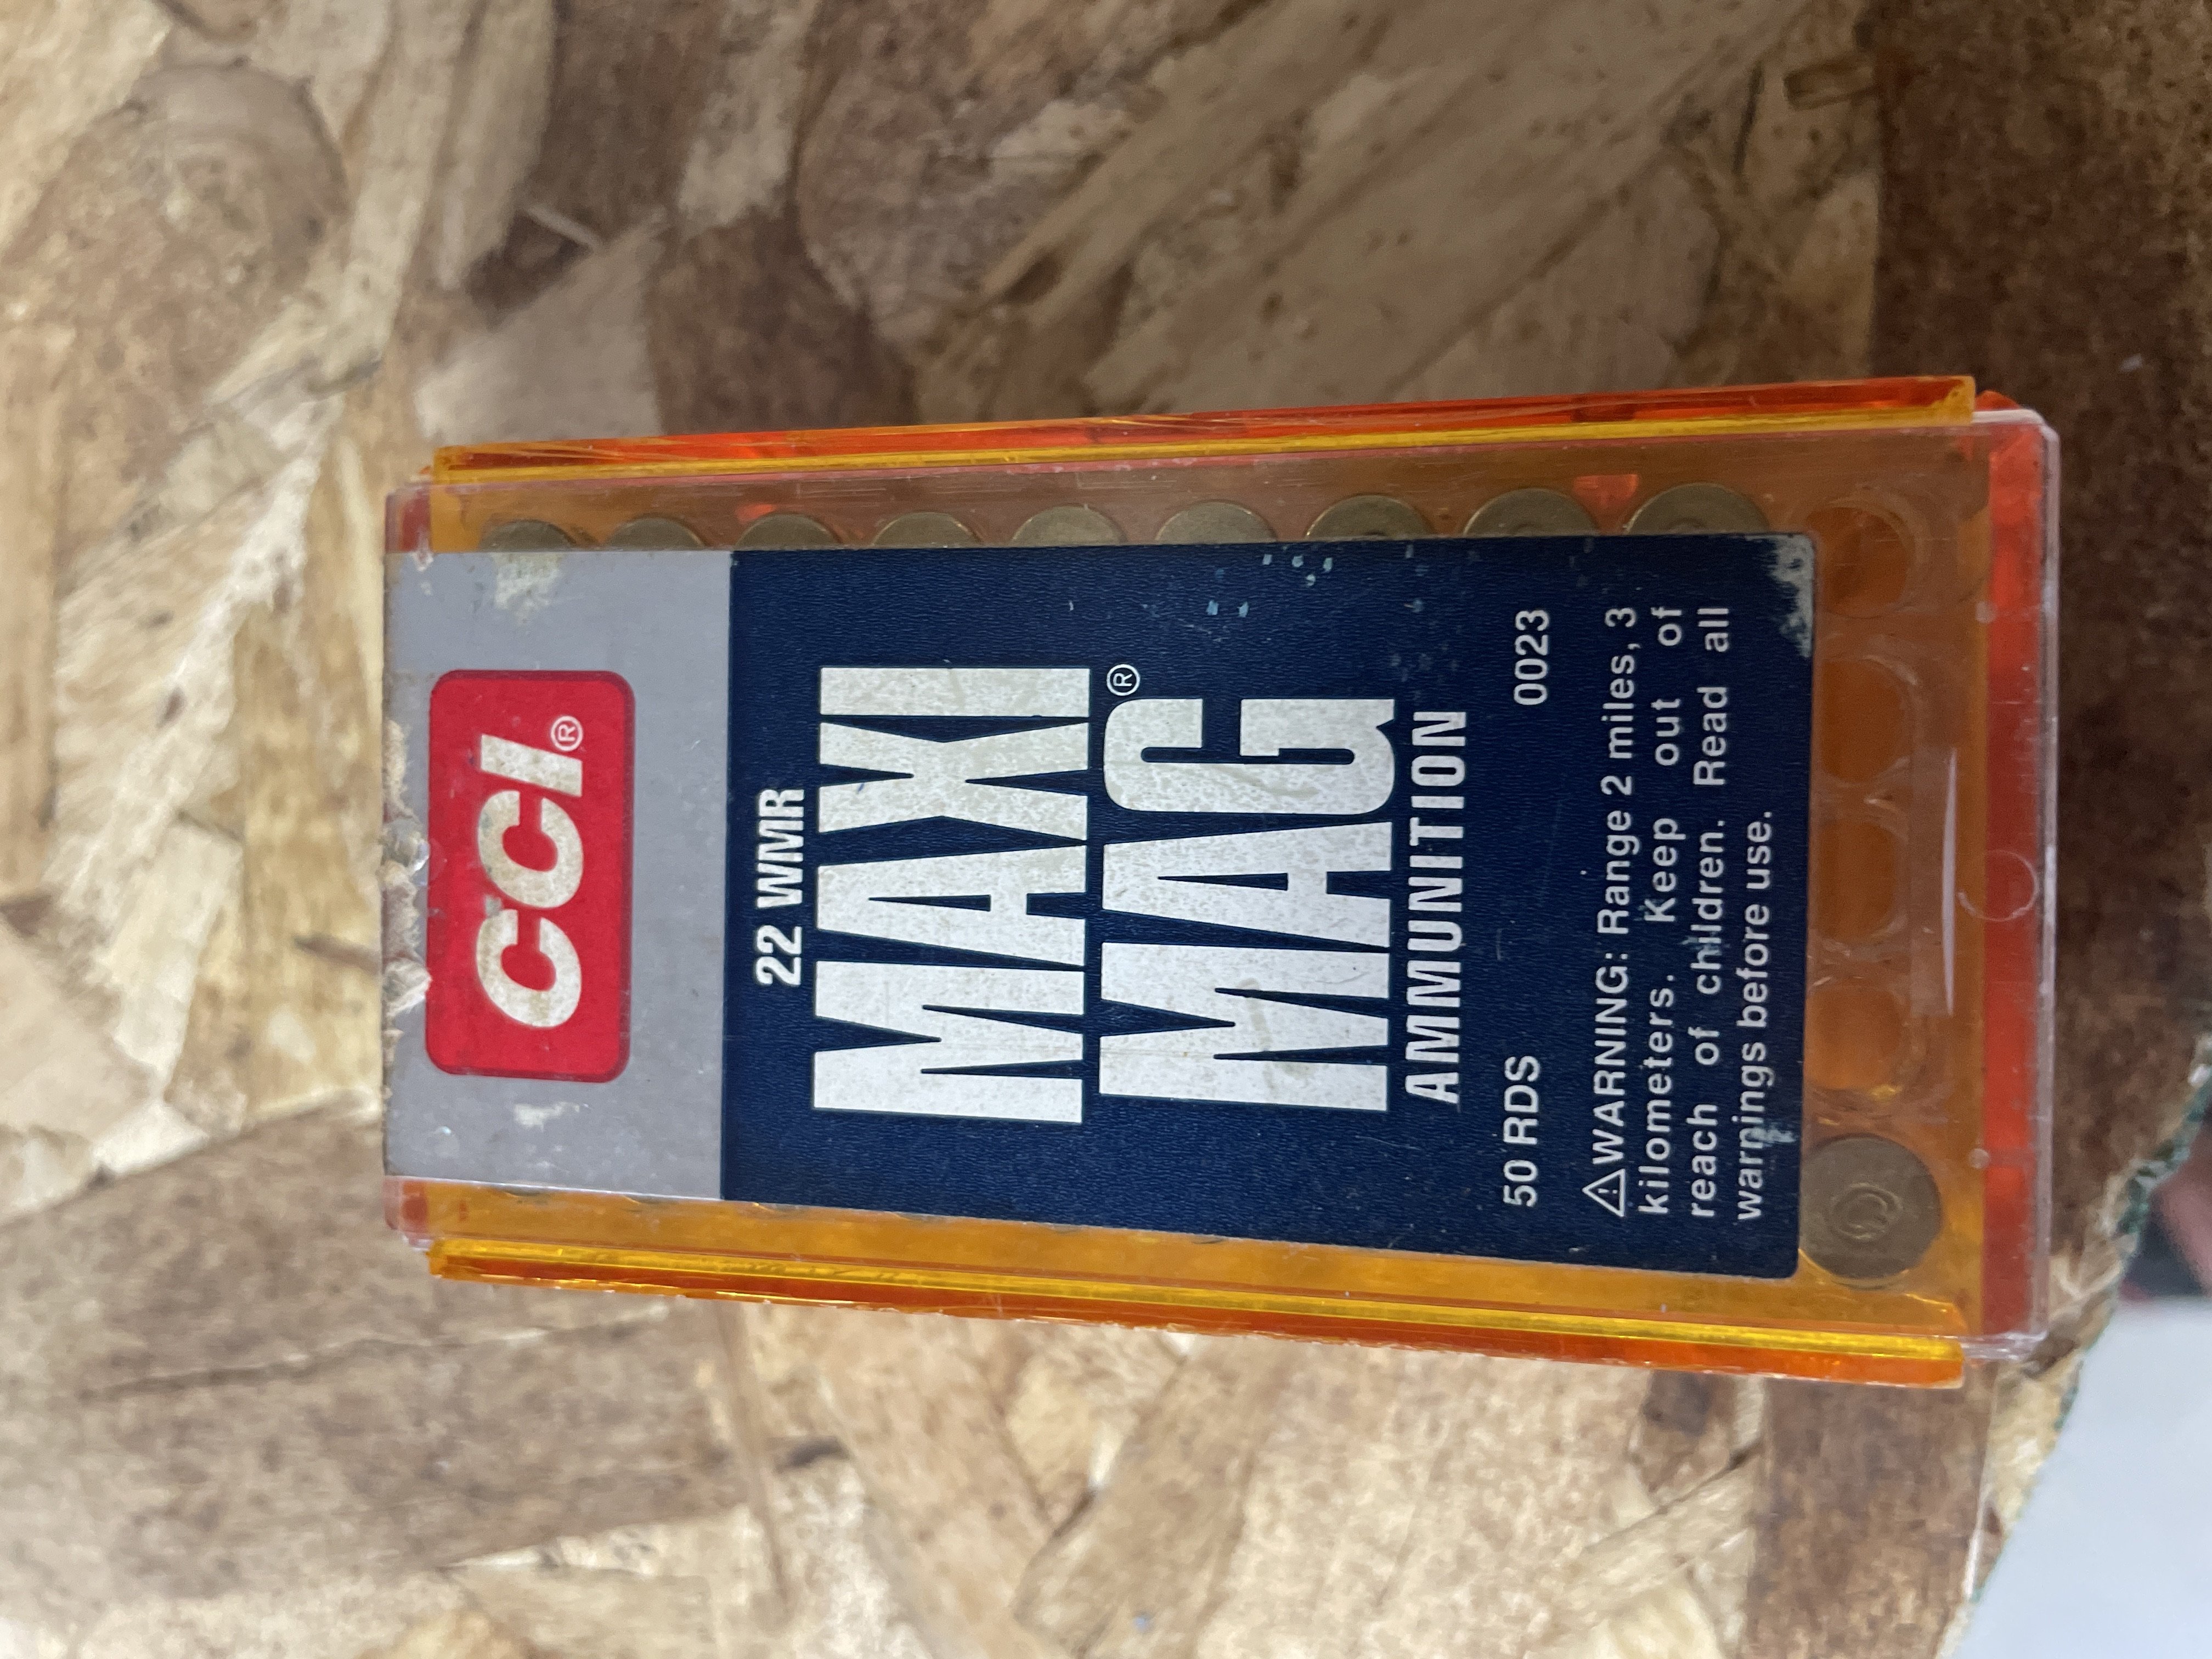 CCI®
22 WMR
MAXI
MAG®
AMMUNITION
50 RDS 0023
⚠WARNING: Range 2 miles, 3
kilometers. Keep out of
reach of children. Read all
warnings before use.